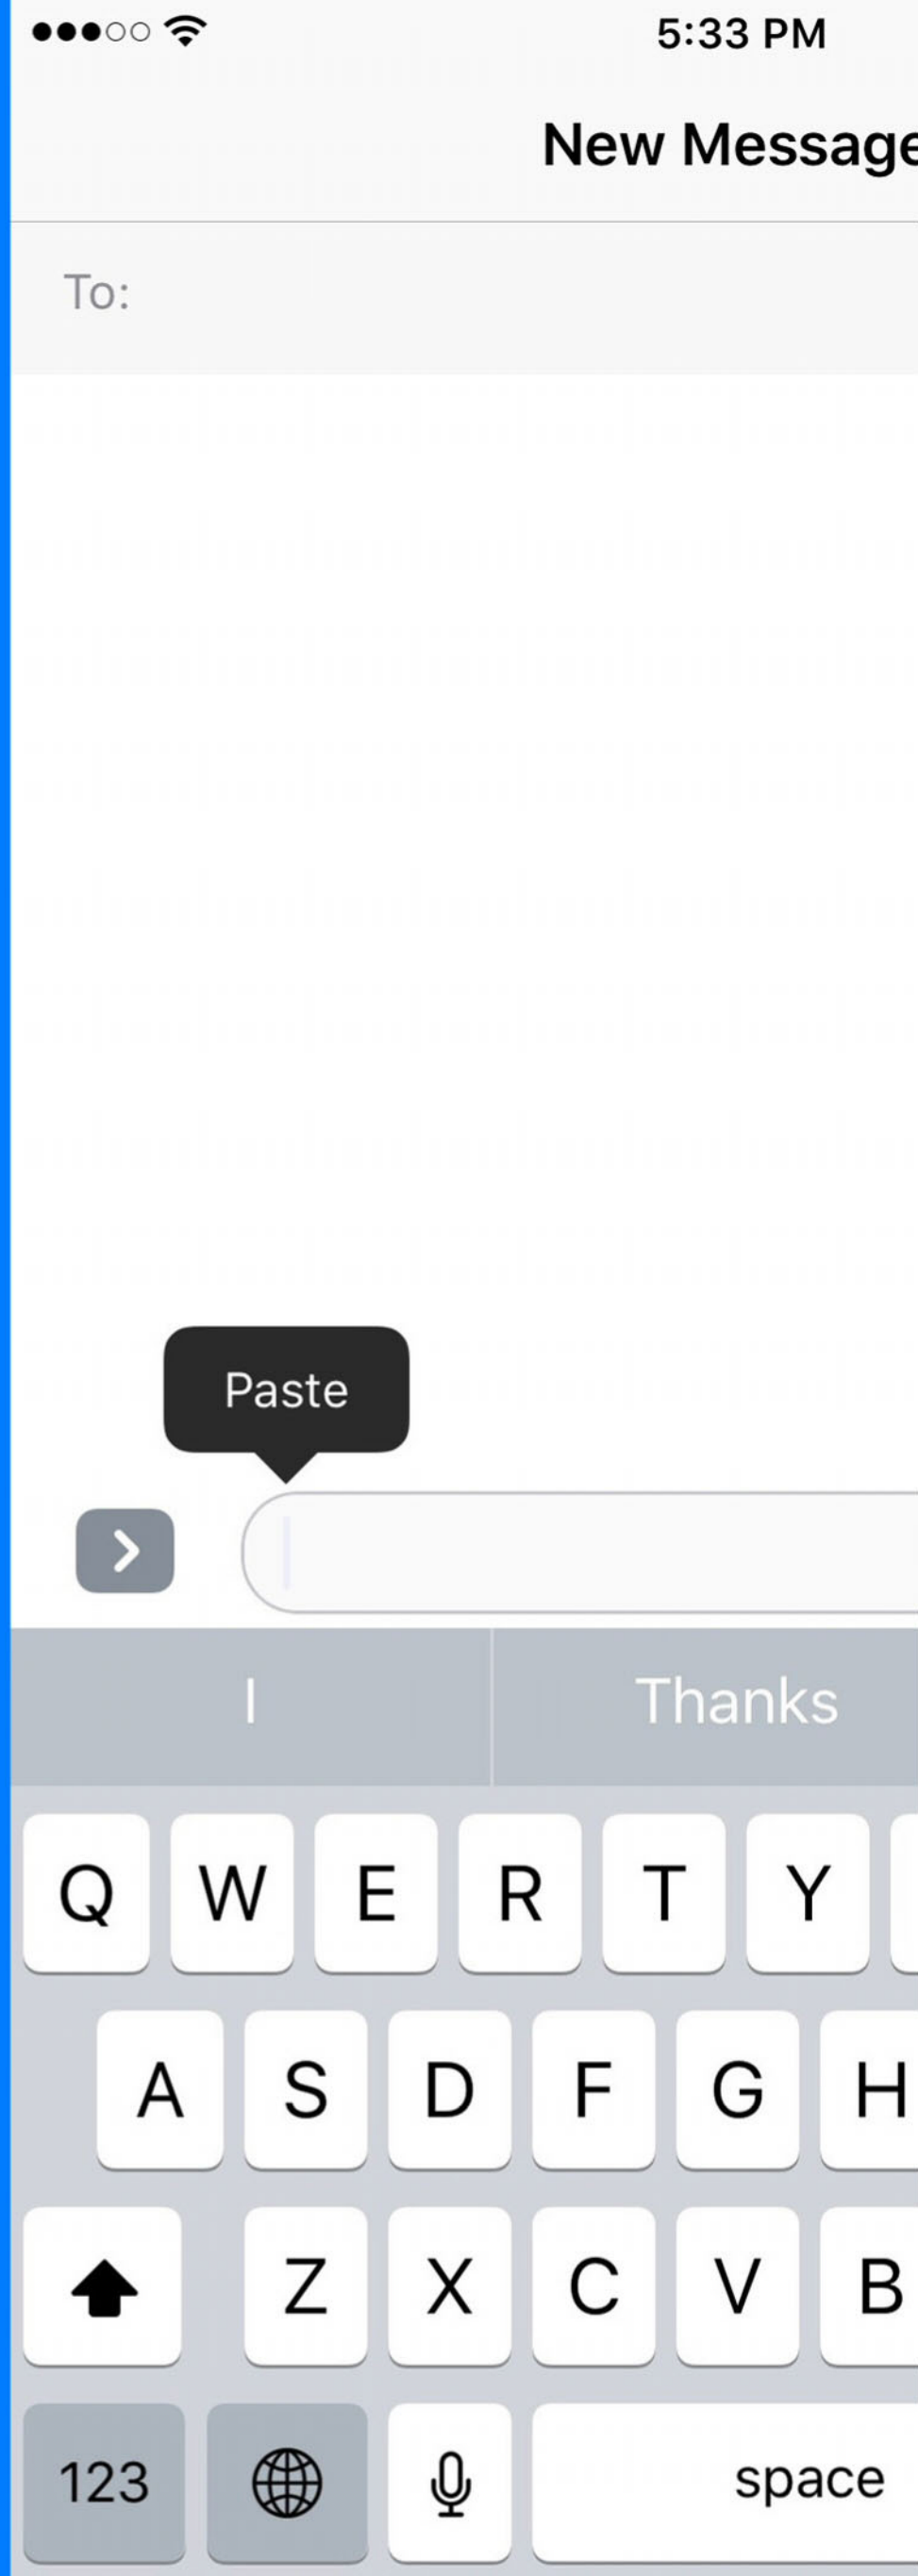 5:33 PM
New Message
To:
Paste
I Thanks
Q W E R T Y
A S D F G H
Z X C V B
123 space